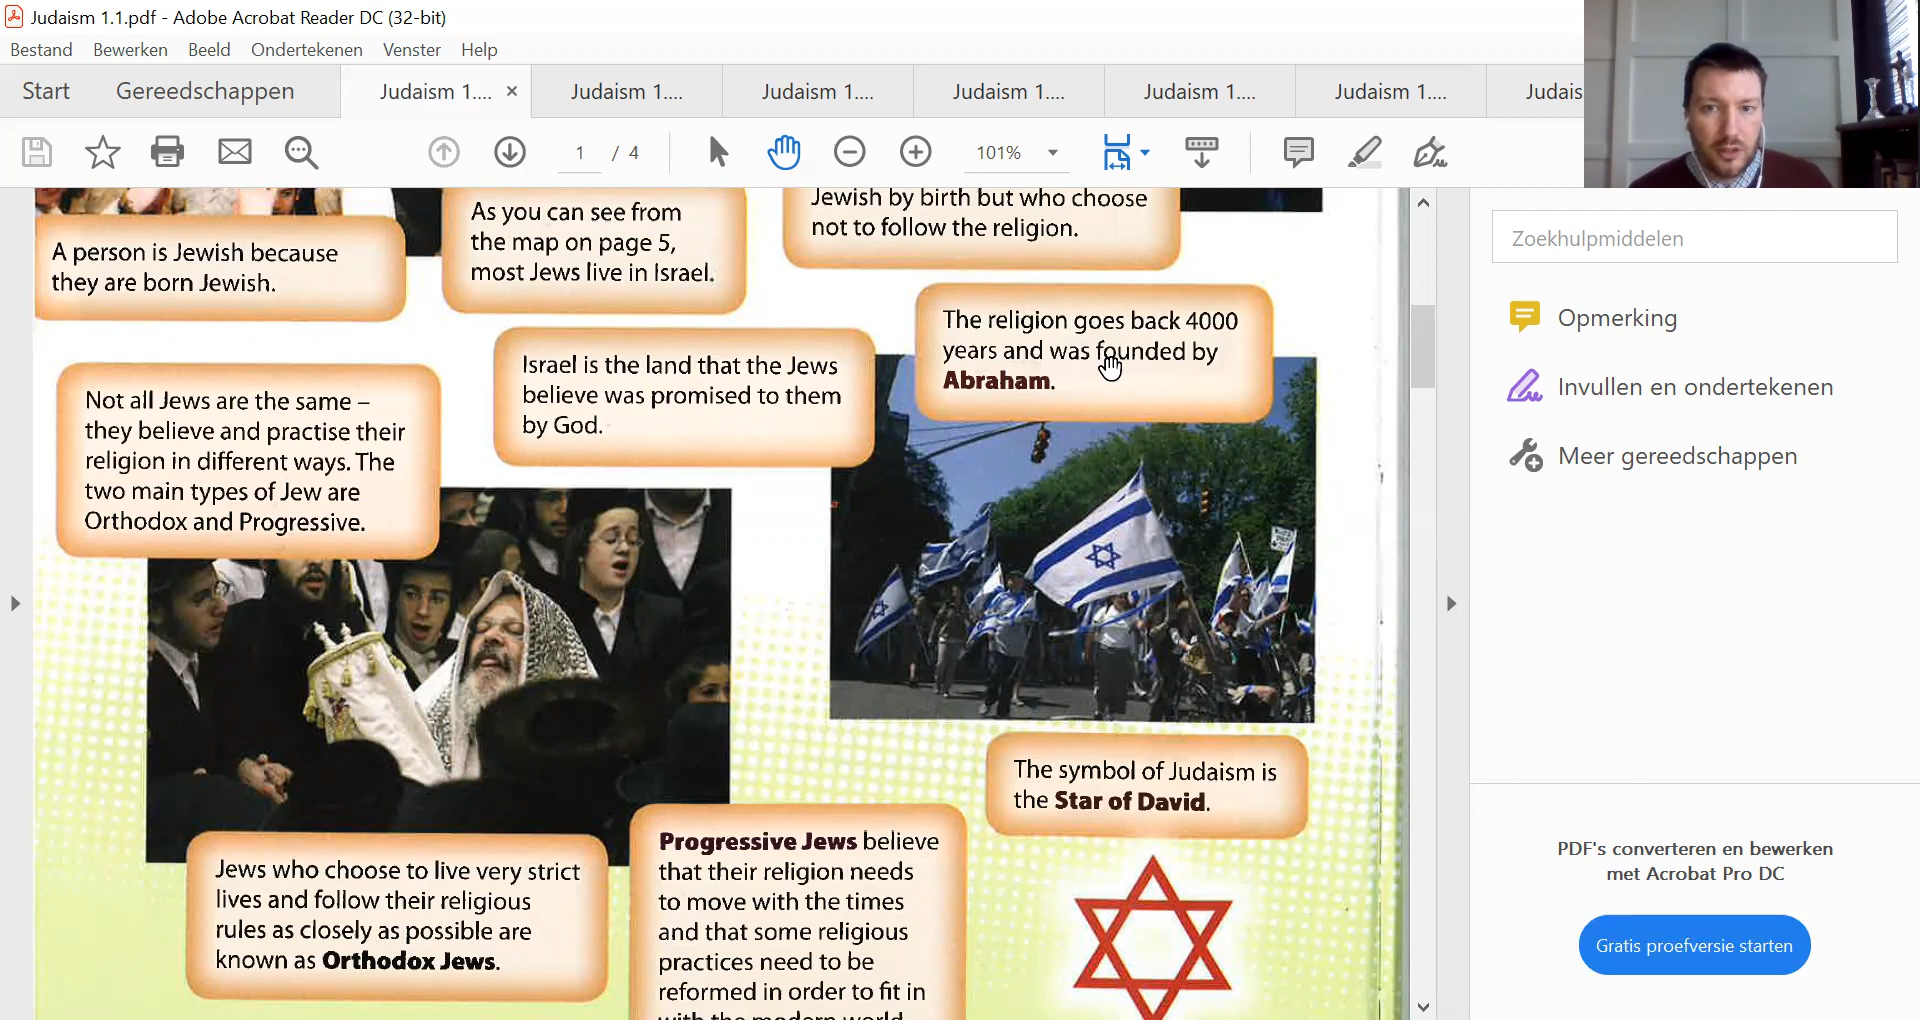 Judaism 1.1.pdf - Adobe Acrobat Reader DC (32-bit)
Bestand Bewerken Beeld Ondertekenen Venster Help
Start Gereedschappen Judaism 1.... × Judaism 1.... Judaism 1.... Judaism 1.... Judaism 1.... Judaism 1.... Judais
1 / 4 101%
A person is Jewish because
they are born Jewish.
As you can see from
the map on page 5,
most Jews live in Israel.
Jewish by birth but who choose
not to follow the religion.
The religion goes back 4000
years and was founded by
Abraham.
Israel is the land that the Jews
believe was promised to them
by God.
Not all Jews are the same –
they believe and practise their
religion in different ways. The
two main types of Jew are
Orthodox and Progressive.
The symbol of Judaism is
the Star of David.
Jews who choose to live very strict
lives and follow their religious
rules as closely as possible are
known as Orthodox Jews.
Progressive Jews believe
that their religion needs
to move with the times
and that some religious
practices need to be
reformed in order to fit in
with the modern world
Zoekhulpmiddelen
Opmerking
Invullen en ondertekenen
Meer gereedschappen
PDF's converteren en bewerken
met Acrobat Pro DC
Gratis proefversie starten